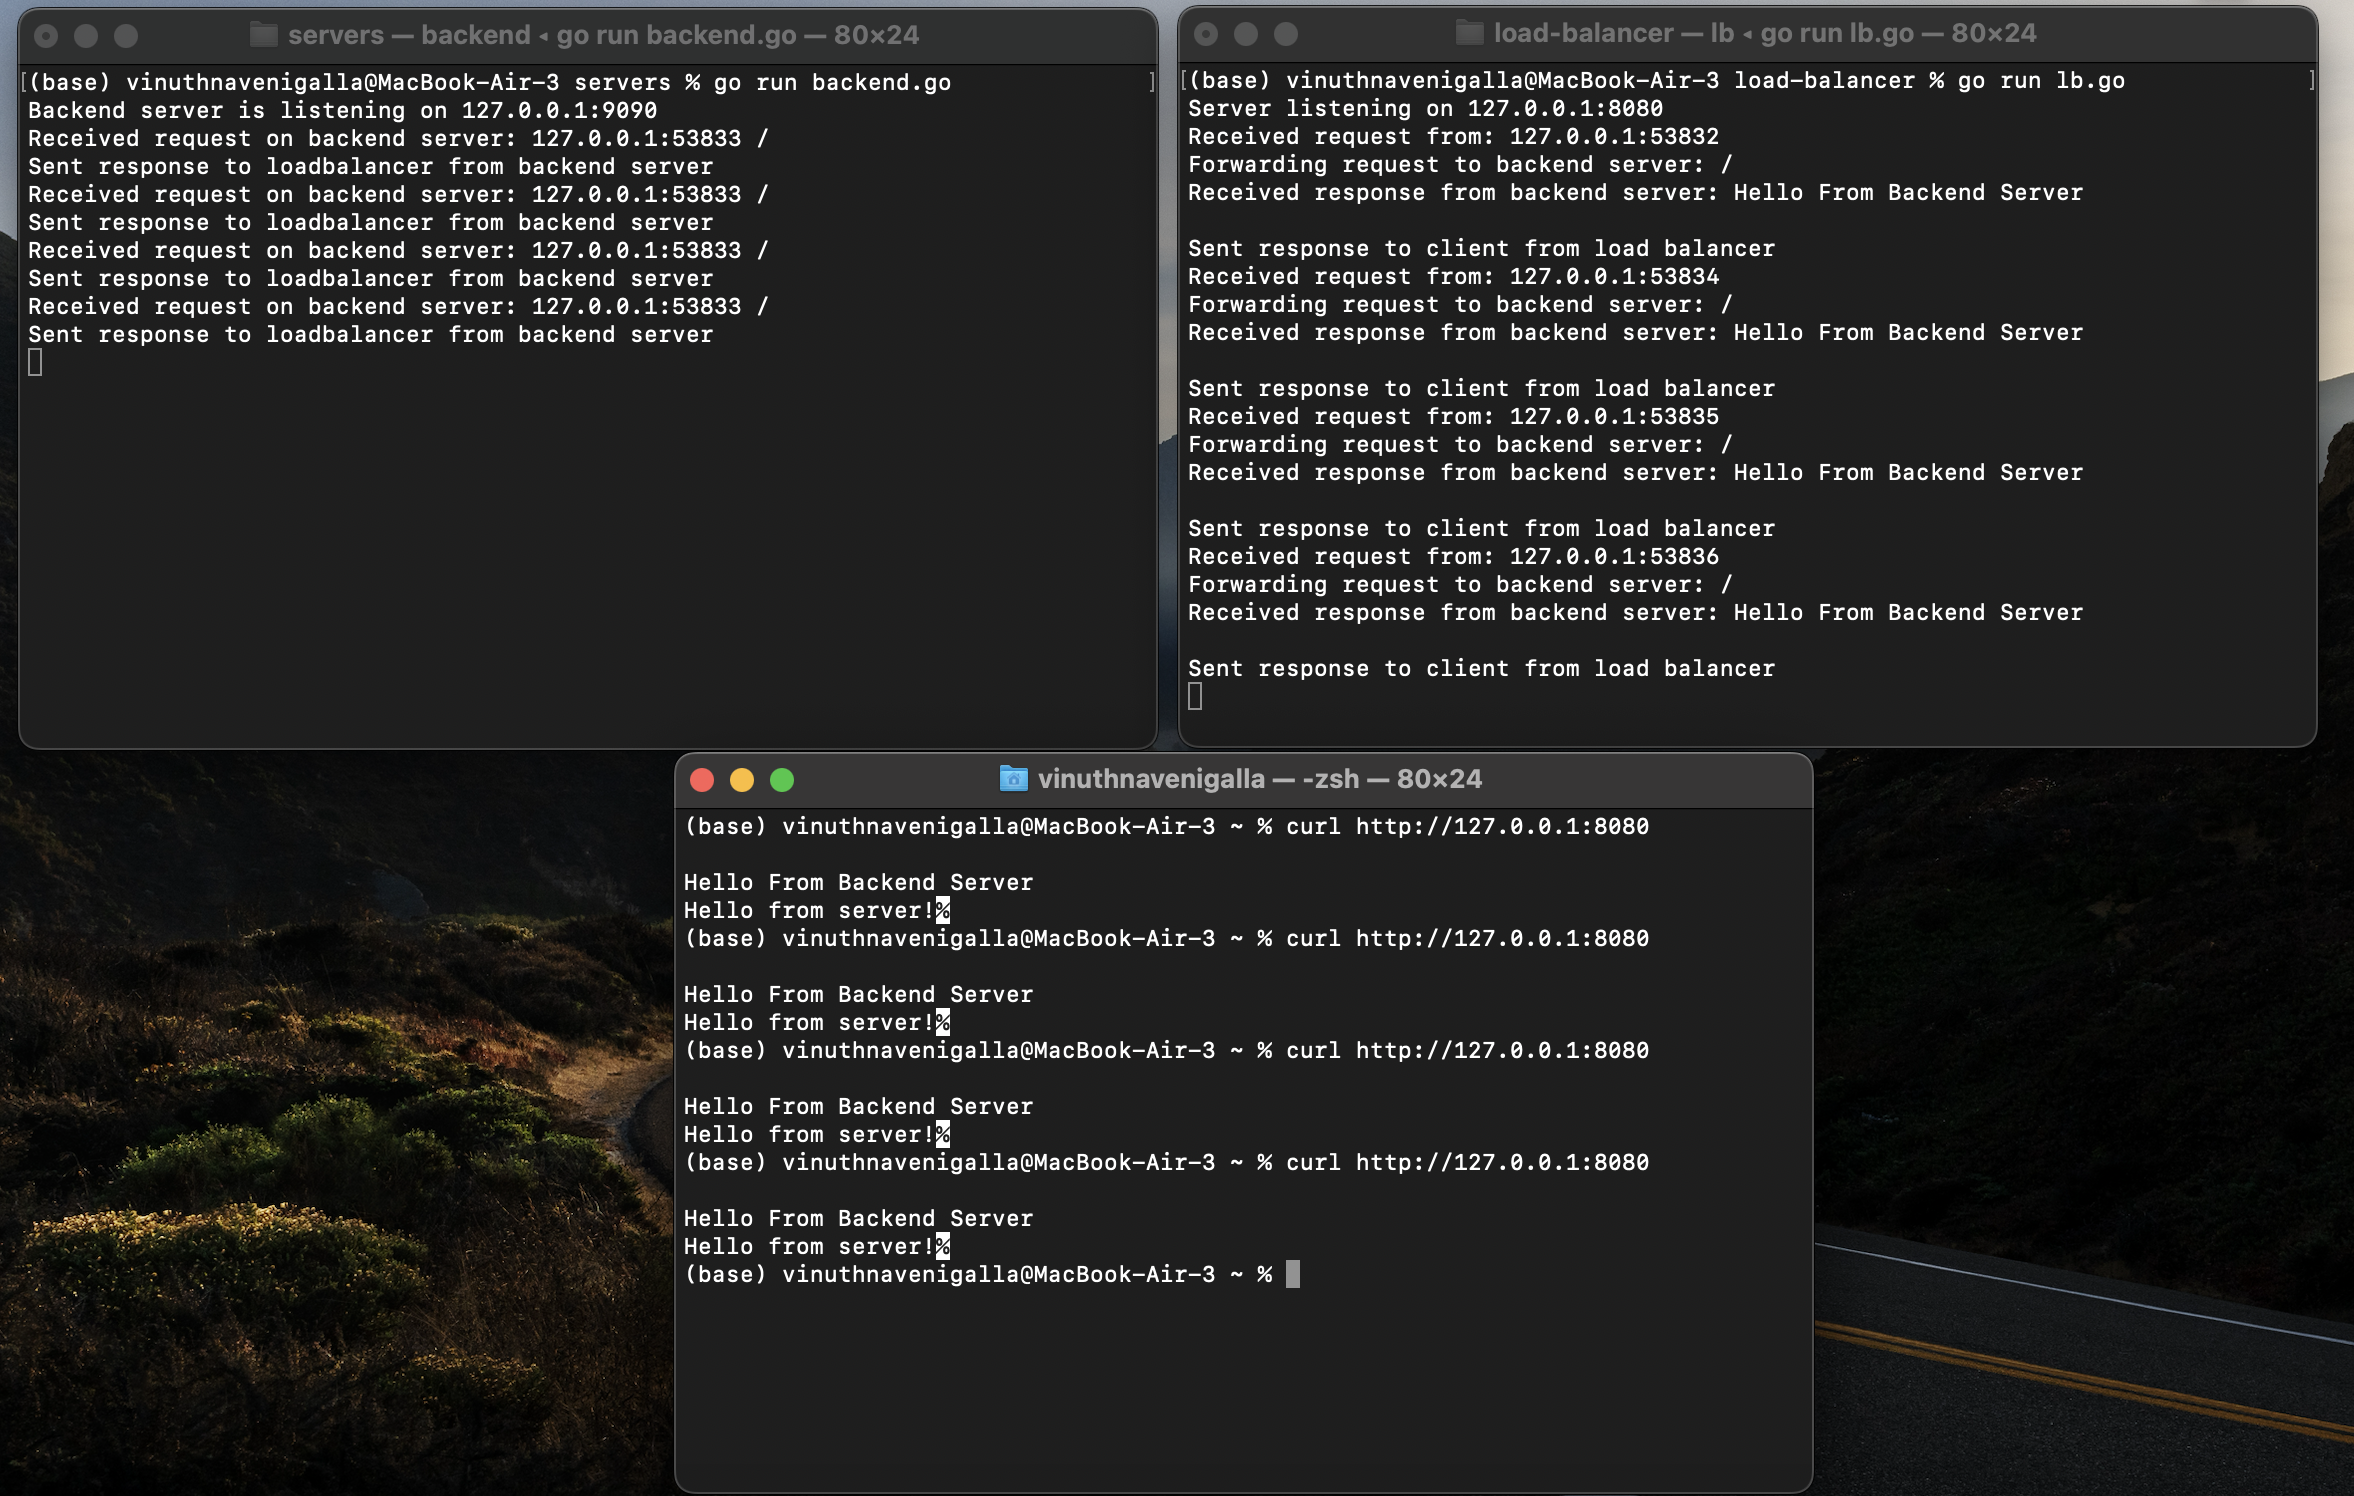 servers — backend ◂ go run backend.go — 80×24
[(base) vinuthnavenigalla@MacBook-Air-3 servers % go run backend.go ]
Backend server is listening on 127.0.0.1:9090
Received request on backend server: 127.0.0.1:53833 /
Sent response to loadbalancer from backend server
Received request on backend server: 127.0.0.1:53833 /
Sent response to loadbalancer from backend server
Received request on backend server: 127.0.0.1:53833 /
Sent response to loadbalancer from backend server
Received request on backend server: 127.0.0.1:53833 /
Sent response to loadbalancer from backend server
load-balancer — lb ◂ go run lb.go — 80×24
[(base) vinuthnavenigalla@MacBook-Air-3 load-balancer % go run lb.go ]
Server listening on 127.0.0.1:8080
Received request from: 127.0.0.1:53832
Forwarding request to backend server: /
Received response from backend server: Hello From Backend Server
Sent response to client from load balancer
Received request from: 127.0.0.1:53834
Forwarding request to backend server: /
Received response from backend server: Hello From Backend Server
Sent response to client from load balancer
Received request from: 127.0.0.1:53835
Forwarding request to backend server: /
Received response from backend server: Hello From Backend Server
Sent response to client from load balancer
Received request from: 127.0.0.1:53836
Forwarding request to backend server: /
Received response from backend server: Hello From Backend Server
Sent response to client from load balancer
vinuthnavenigalla — -zsh — 80×24
(base) vinuthnavenigalla@MacBook-Air-3 ~ % curl http://127.0.0.1:8080
Hello From Backend Server
Hello from server!%
(base) vinuthnavenigalla@MacBook-Air-3 ~ % curl http://127.0.0.1:8080
Hello From Backend Server
Hello from server!%
(base) vinuthnavenigalla@MacBook-Air-3 ~ % curl http://127.0.0.1:8080
Hello From Backend Server
Hello from server!%
(base) vinuthnavenigalla@MacBook-Air-3 ~ % curl http://127.0.0.1:8080
Hello From Backend Server
Hello from server!%
(base) vinuthnavenigalla@MacBook-Air-3 ~ %